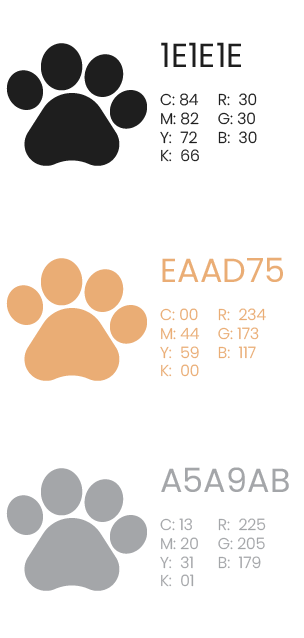 1E1E1E
C: 84 R: 30
M: 82 G: 30
Y: 72 B: 30
K: 66
EAAD75
C: 00 R: 234
M: 44 G: 173
Y: 59 B: 117
K: 00
A5A9AB
C: 13 R: 225
M: 20 G: 205
Y: 31 B: 179
K: 01